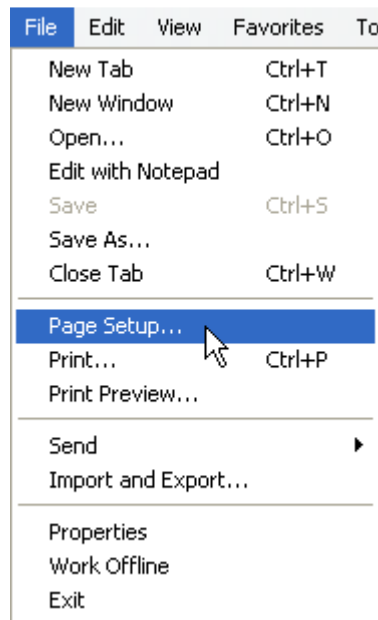 File Edit View Favorites To
New Tab Ctrl+T
New Window Ctrl+N
Open... Ctrl+O
Edit with Notepad
Save Ctrl+S
Save As...
Close Tab Ctrl+W
Page Setup...
Print... Ctrl+P
Print Preview...
Send
Import and Export...
Properties
Work Offline
Exit